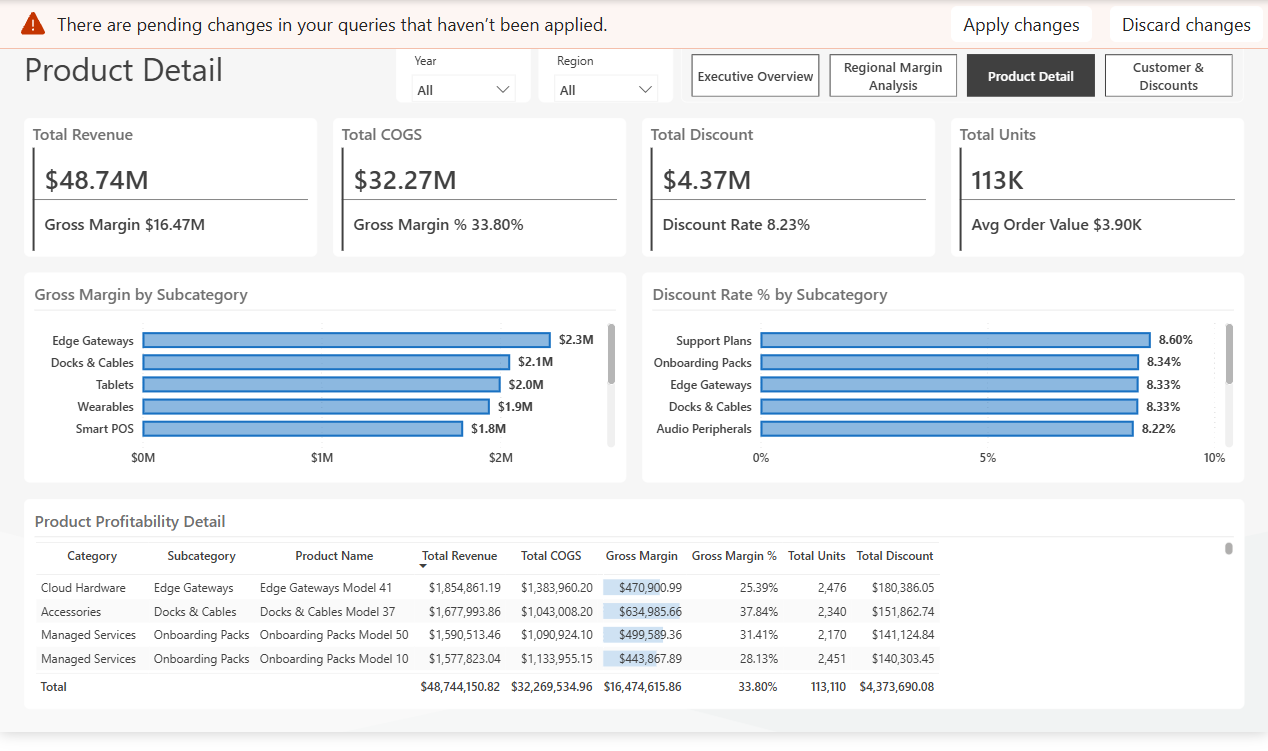 There are pending changes in your queries that haven’t been applied.
Apply changes
Discard changes
Product Detail
Year
All
Region
All
Executive Overview
Regional Margin
Analysis
Product Detail
Customer &
Discounts
Total Revenue
$48.74M
Gross Margin $16.47M
Total COGS
$32.27M
Gross Margin % 33.80%
Total Discount
$4.37M
Discount Rate 8.23%
Total Units
113K
Avg Order Value $3.90K
Gross Margin by Subcategory
Edge Gateways $2.3M
Docks & Cables $2.1M
Tablets $2.0M
Wearables $1.9M
Smart POS $1.8M
$0M $1M $2M
Discount Rate % by Subcategory
Support Plans 8.60%
Onboarding Packs 8.34%
Edge Gateways 8.33%
Docks & Cables 8.33%
Audio Peripherals 8.22%
0% 5% 10%
Product Profitability Detail
Category Subcategory Product Name Total Revenue Total COGS Gross Margin Gross Margin % Total Units Total Discount
Cloud Hardware Edge Gateways Edge Gateways Model 41 $1,854,861.19 $1,383,960.20 $470,900.99 25.39% 2,476 $180,386.05
Accessories Docks & Cables Docks & Cables Model 37 $1,677,993.86 $1,043,008.20 $634,985.66 37.84% 2,340 $151,862.74
Managed Services Onboarding Packs Onboarding Packs Model 50 $1,590,513.46 $1,090,924.10 $499,589.36 31.41% 2,170 $141,124.84
Managed Services Onboarding Packs Onboarding Packs Model 10 $1,577,823.04 $1,133,955.15 $443,867.89 28.13% 2,451 $140,303.45
Total $48,744,150.82 $32,269,534.96 $16,474,615.86 33.80% 113,110 $4,373,690.08